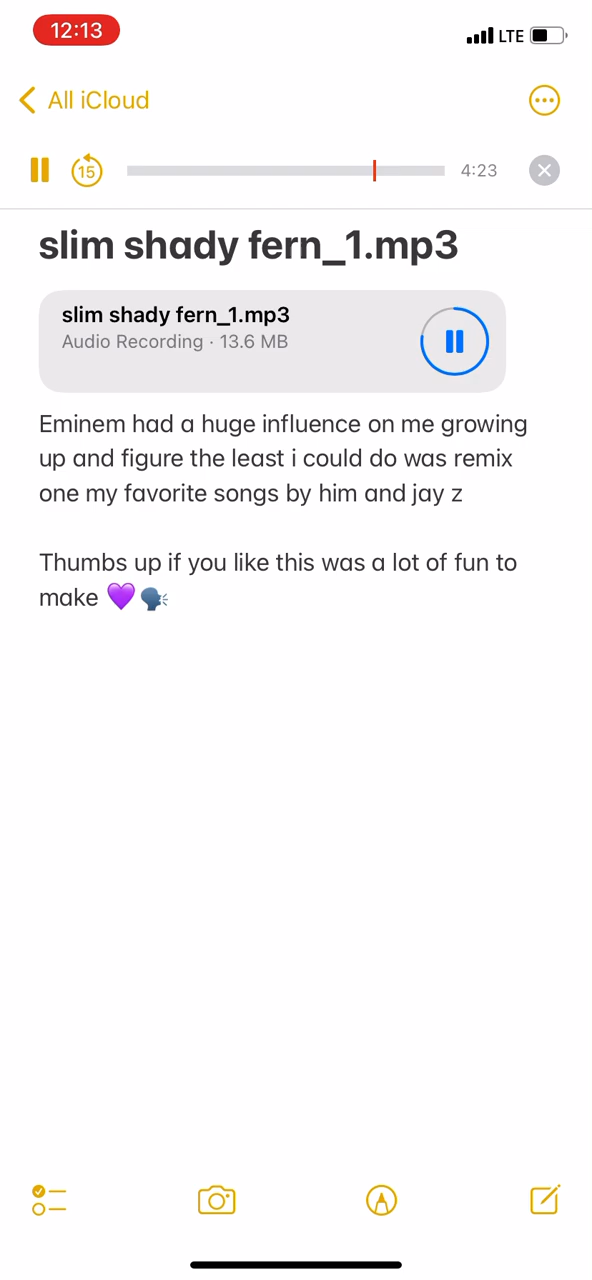 12:13
LTE
All iCloud
15
4:23
slim shady fern_1.mp3
slim shady fern_1.mp3
Audio Recording · 13.6 MB
Eminem had a huge influence on me growing
up and figure the least i could do was remix
one my favorite songs by him and jay z
Thumbs up if you like this was a lot of fun to
make 💜🗣️